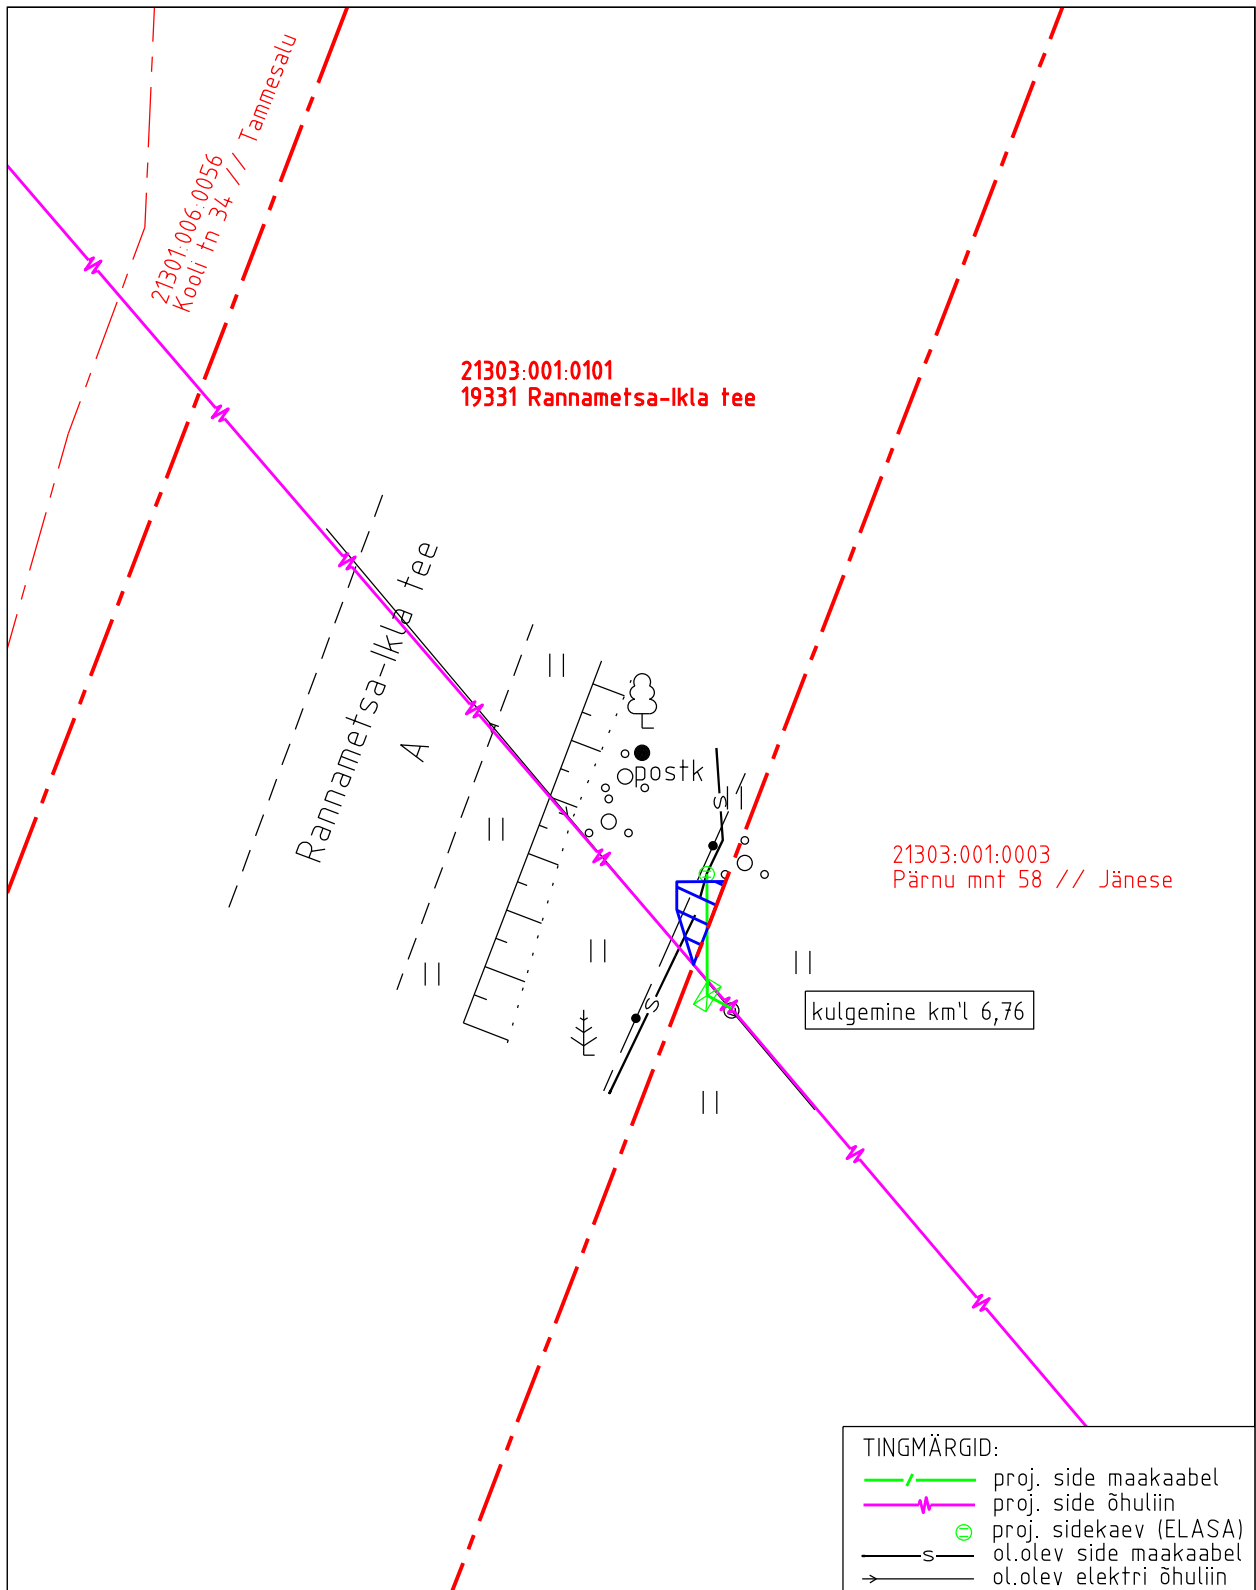 21301:006:0056
Kooli tn 34 // Tammesalu
21303:001:0101
19331 Rannametsa-Ikla tee
Rannametsa-Ikla tee
A
postk
s
21303:001:0003
Pärnu mnt 58 // Jänese
s
kulgemine km'l 6,76
TINGMÄRGID:
proj. side maakaabel
proj. side õhuliin
proj. sidekaev (ELASA)
s
ol.olev side maakaabel
ol.olev elektri õhuliin